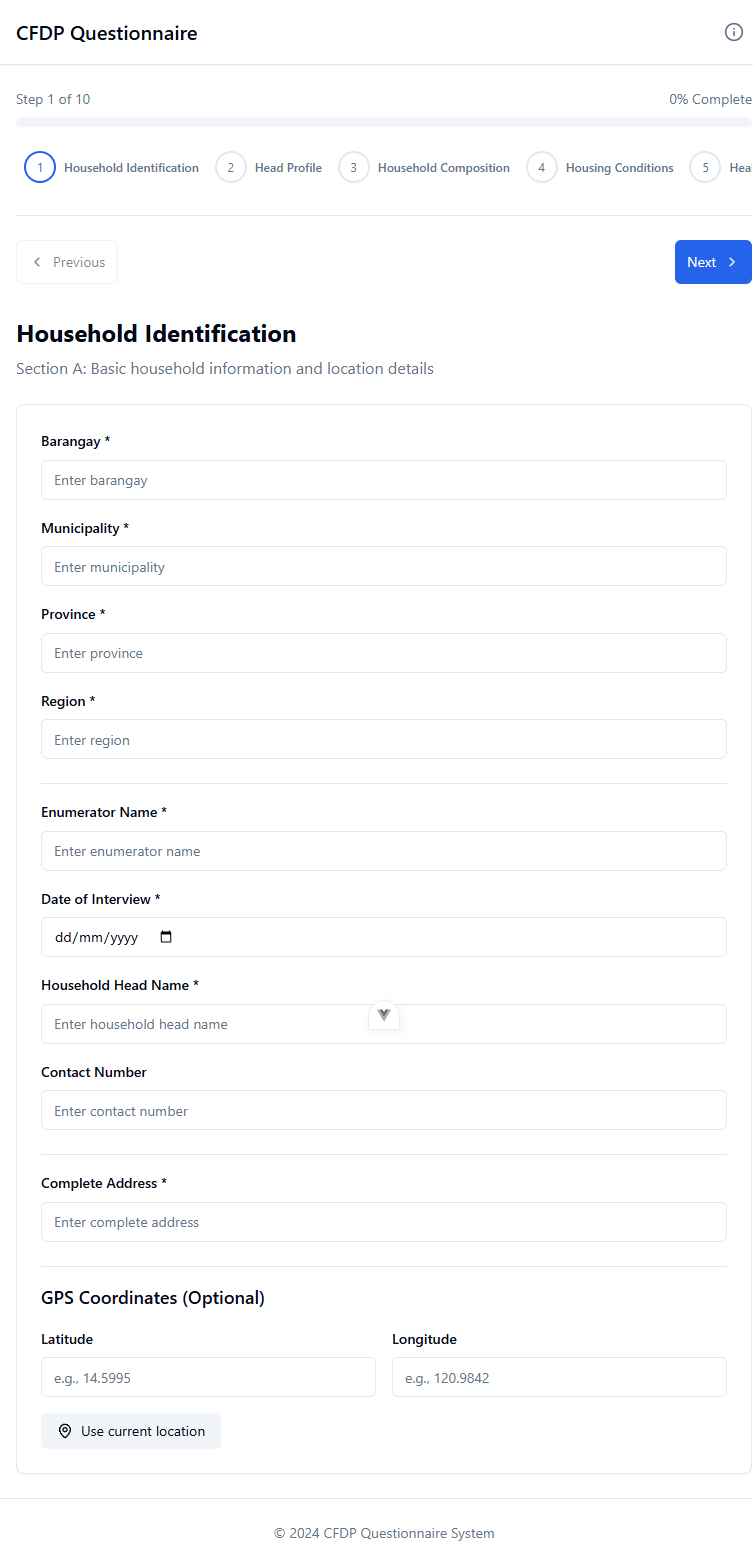 CFDP Questionnaire
Step 1 of 10
0% Complete
1 Household Identification 2 Head Profile 3 Household Composition 4 Housing Conditions 5 Hea
Previous
Next
Household Identification
Section A: Basic household information and location details
Barangay *
Enter barangay
Municipality *
Enter municipality
Province *
Enter province
Region *
Enter region
Enumerator Name *
Enter enumerator name
Date of Interview *
dd/mm/yyyy
Household Head Name *
Enter household head name
Contact Number
Enter contact number
Complete Address *
Enter complete address
GPS Coordinates (Optional)
Latitude
Longitude
e.g., 14.5995
e.g., 120.9842
Use current location
© 2024 CFDP Questionnaire System